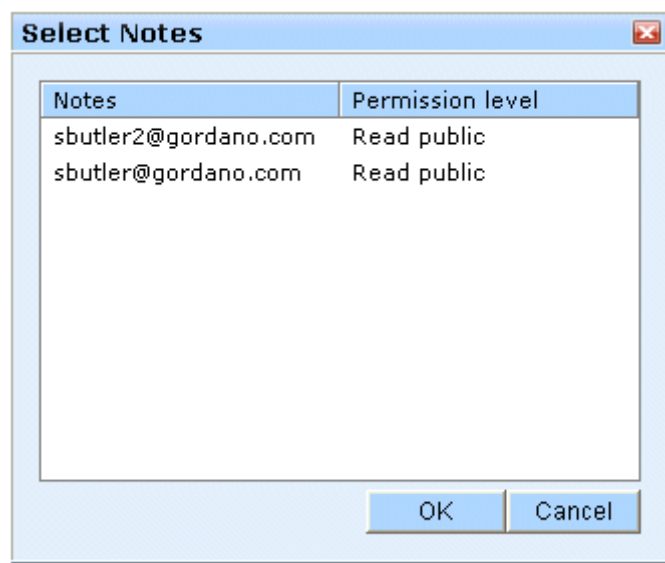 Select Notes
Notes Permission level
sbutler2@gordano.com Read public
sbutler@gordano.com Read public
OK Cancel